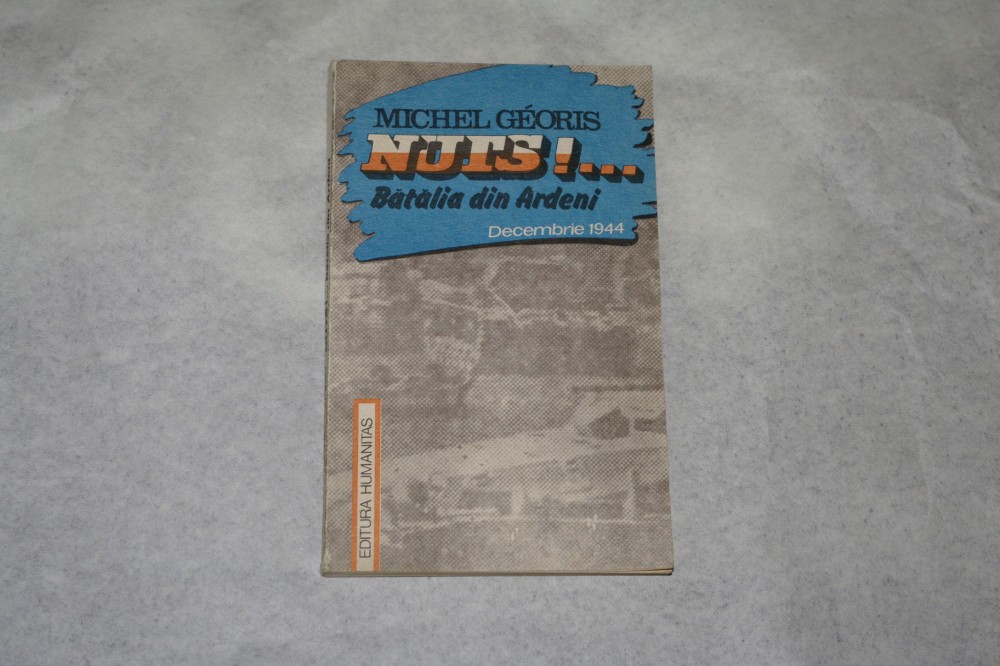 MICHEL GÉORIS
NUTS!...
Bătălia din Ardeni
Decembrie 1944
EDITURA HUMANITAS